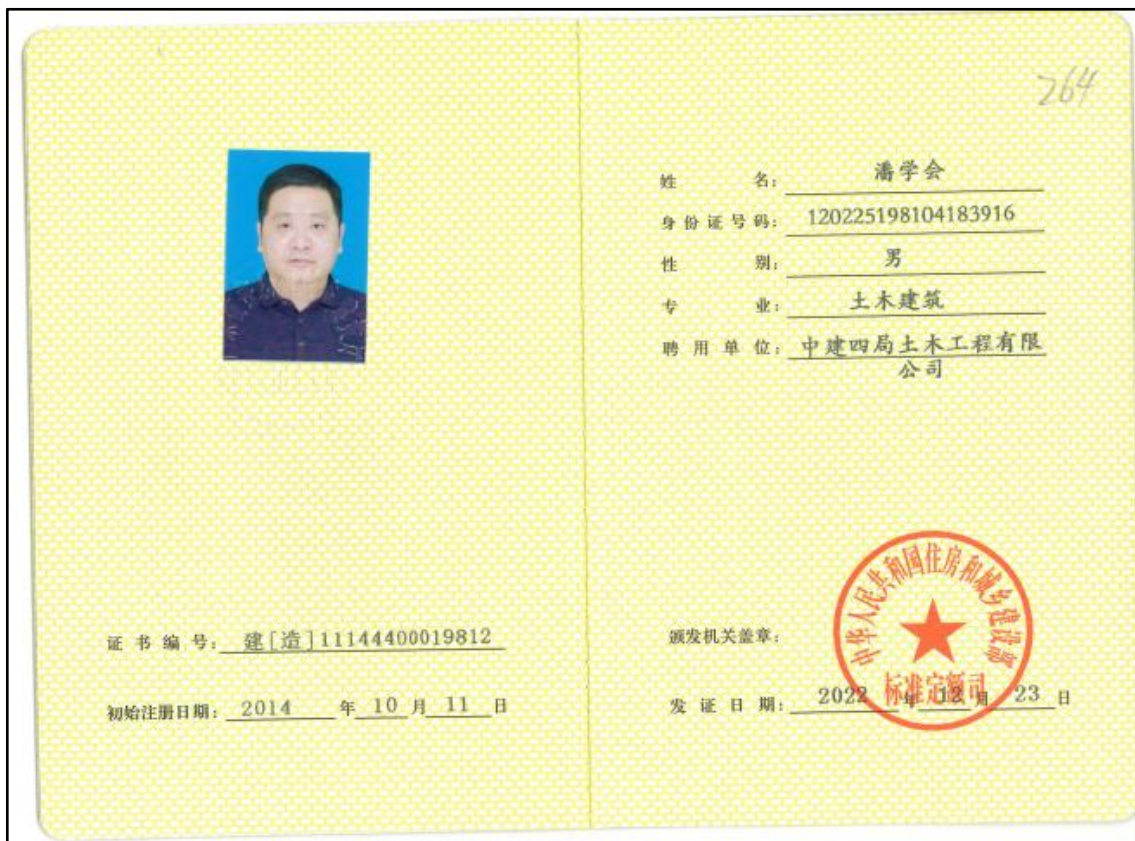 264
姓 名: 潘学会
身份证号码: 120225198104183916
性 别: 男
专 业: 土木建筑
聘用单位: 中建四局土木工程有限
公司
证书编号: 建[造]11144400019812
初始注册日期: 2014 年 10 月 11 日
颁发机关盖章:
中华人民共和国住房和城乡建设部
标准定额司
发证日期: 2022 年 12 月 23 日